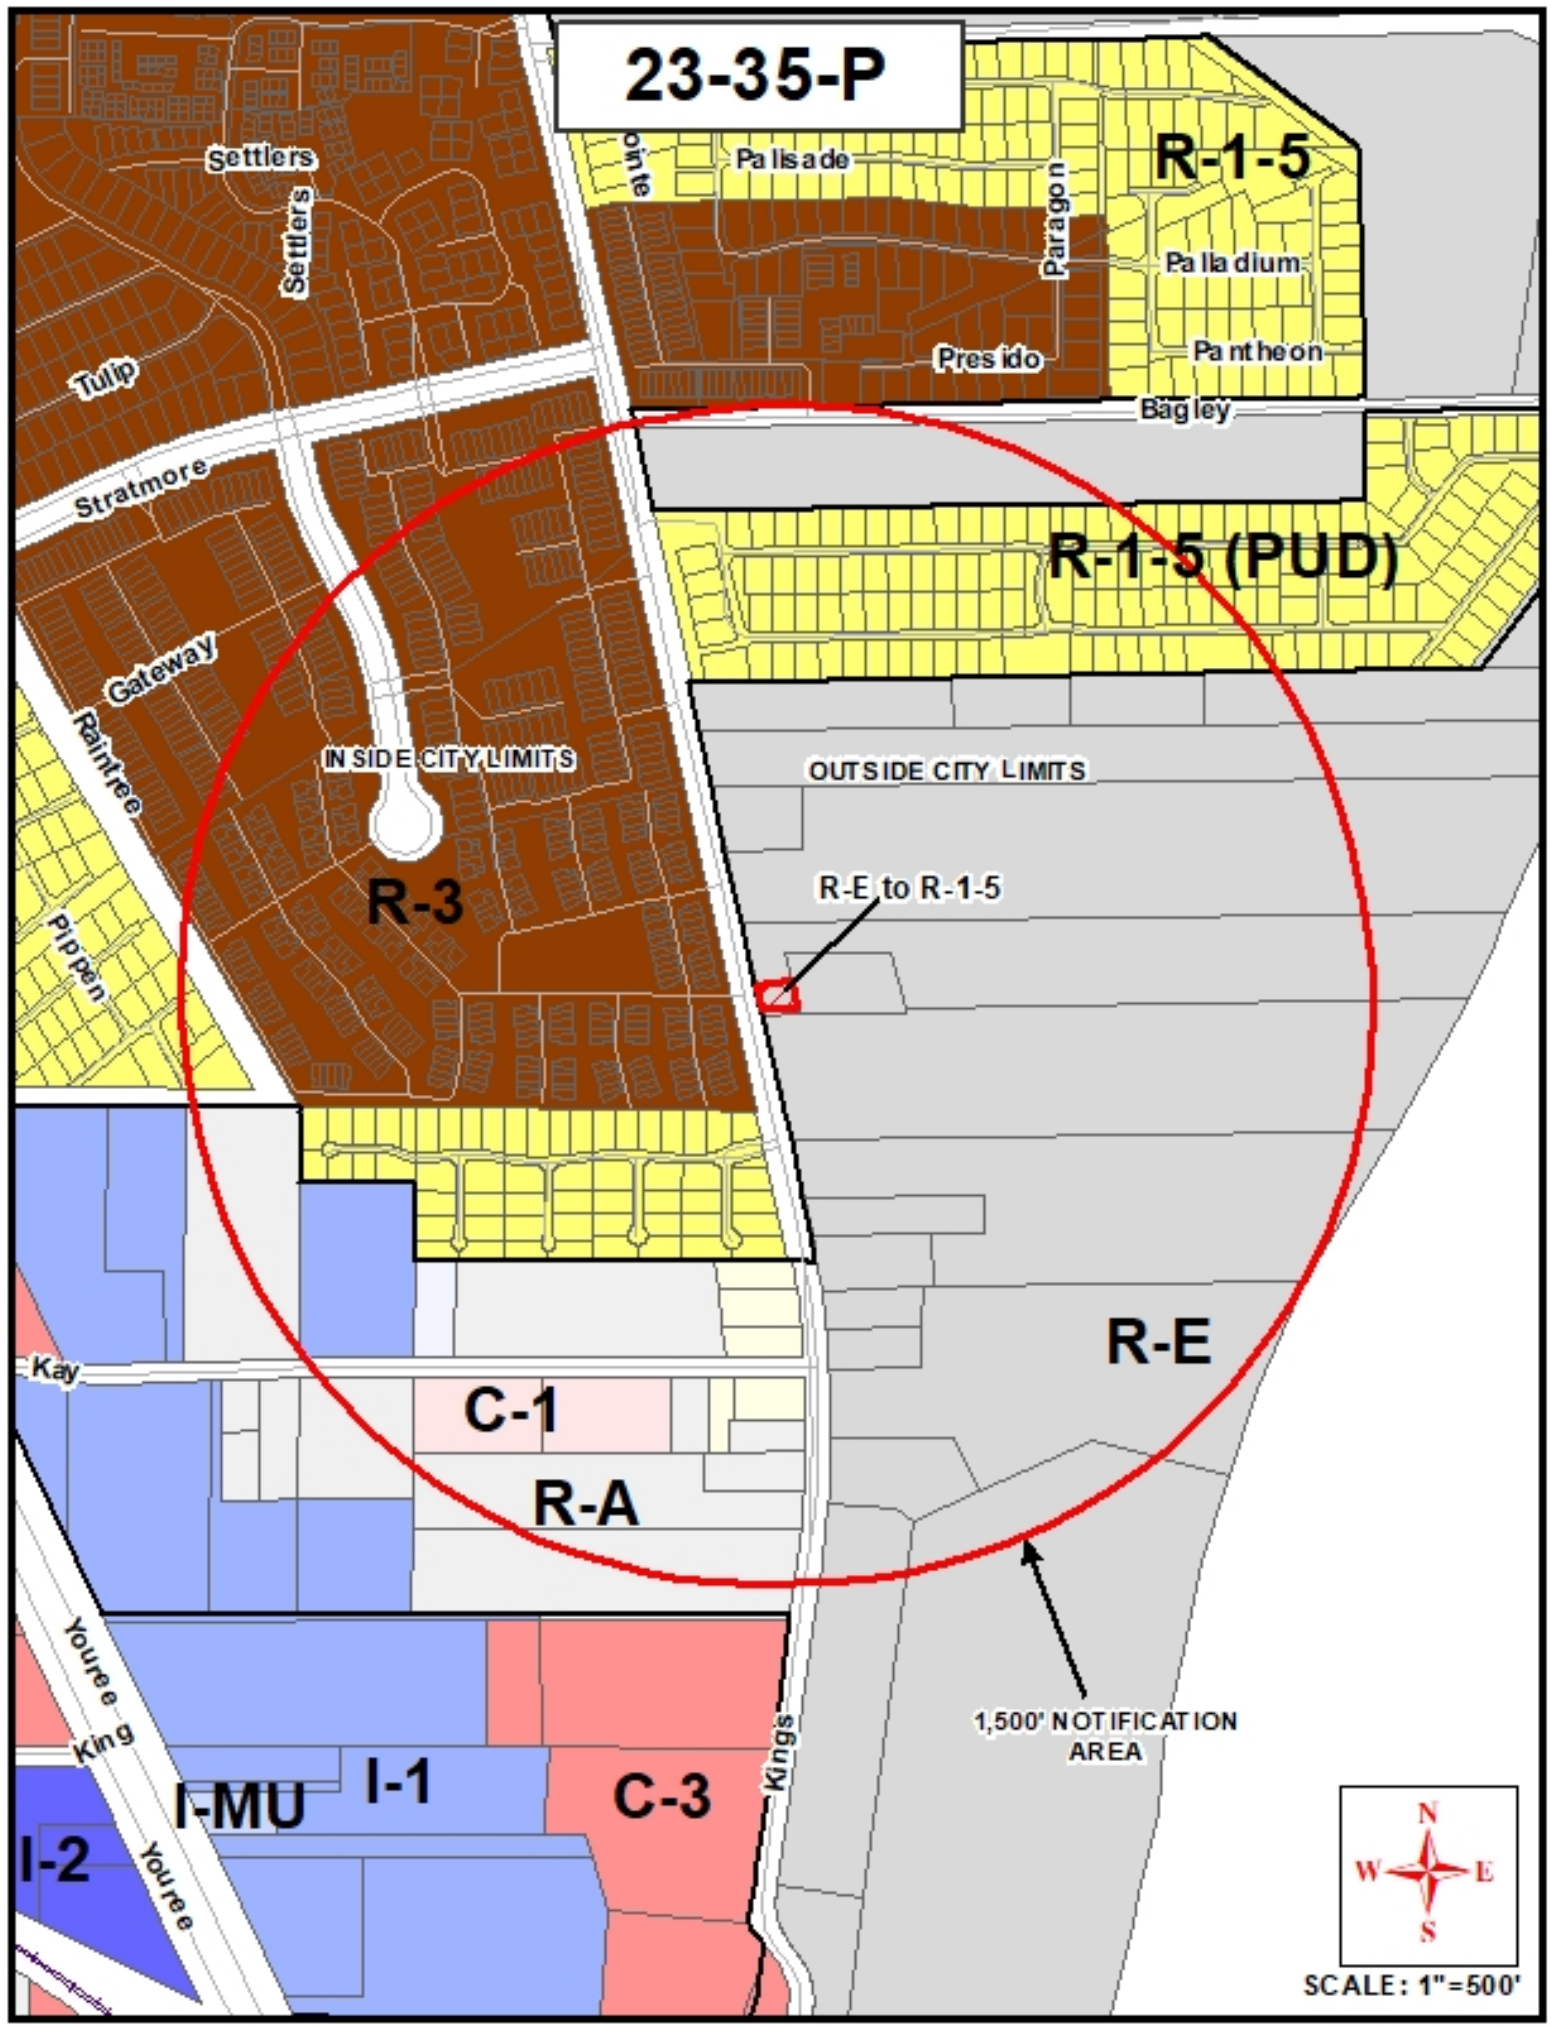 23-35-P
R-1-5
Settlers
Palisade
ointe
Settlers
Paragon
Palladium
Presido
Pantheon
Tulip
Bagley
Stratmore
R-1-5 (PUD)
Gateway
Raintree
INSIDE CITY LIMITS
OUTSIDE CITY LIMITS
R-E to R-1-5
R-3
Pippen
R-E
Kay
C-1
R-A
Youree
King
Kings
1,500' NOTIFICATION
AREA
I-MU
I-1
C-3
I-2
Youree
N
W
E
S
SCALE: 1"=500'